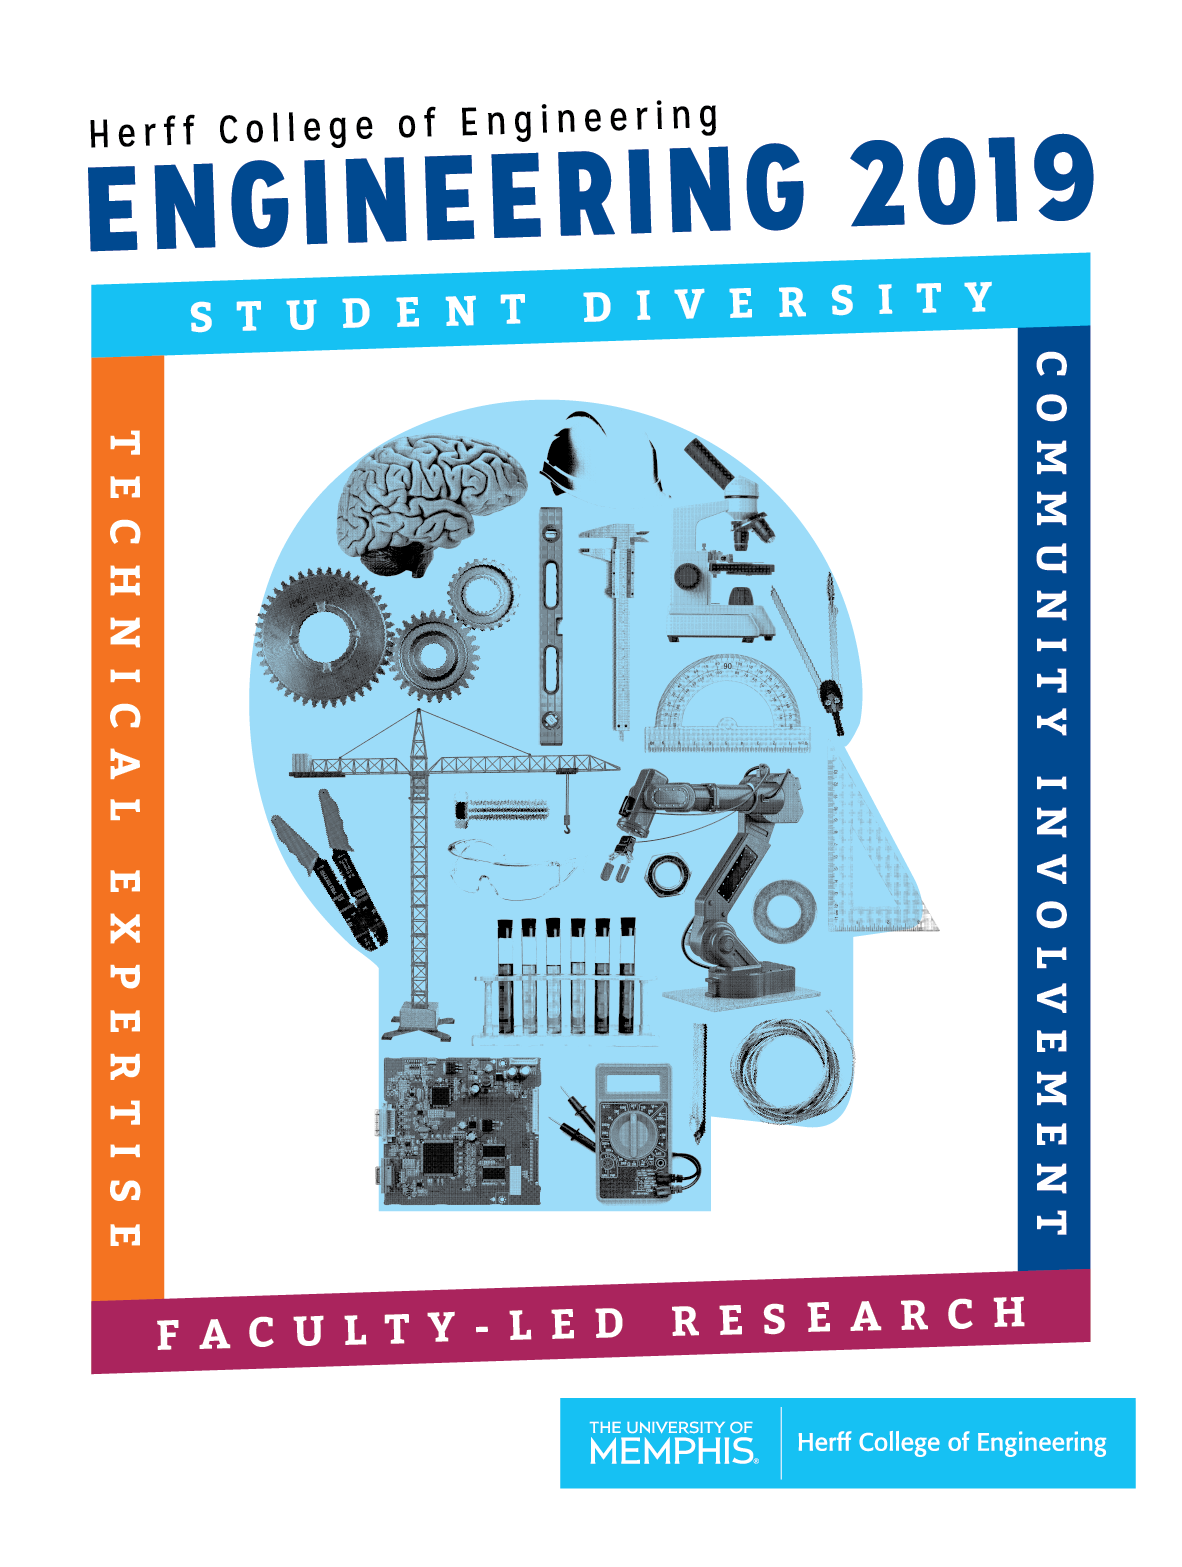 Herff College of Engineering
ENGINEERING 2019
STUDENT DIVERSITY
TECHNICAL EXPERTISE
COMMUNITY INVOLVEMENT
90
FACULTY-LED RESEARCH
THE UNIVERSITY OF
MEMPHIS®
Herff College of Engineering